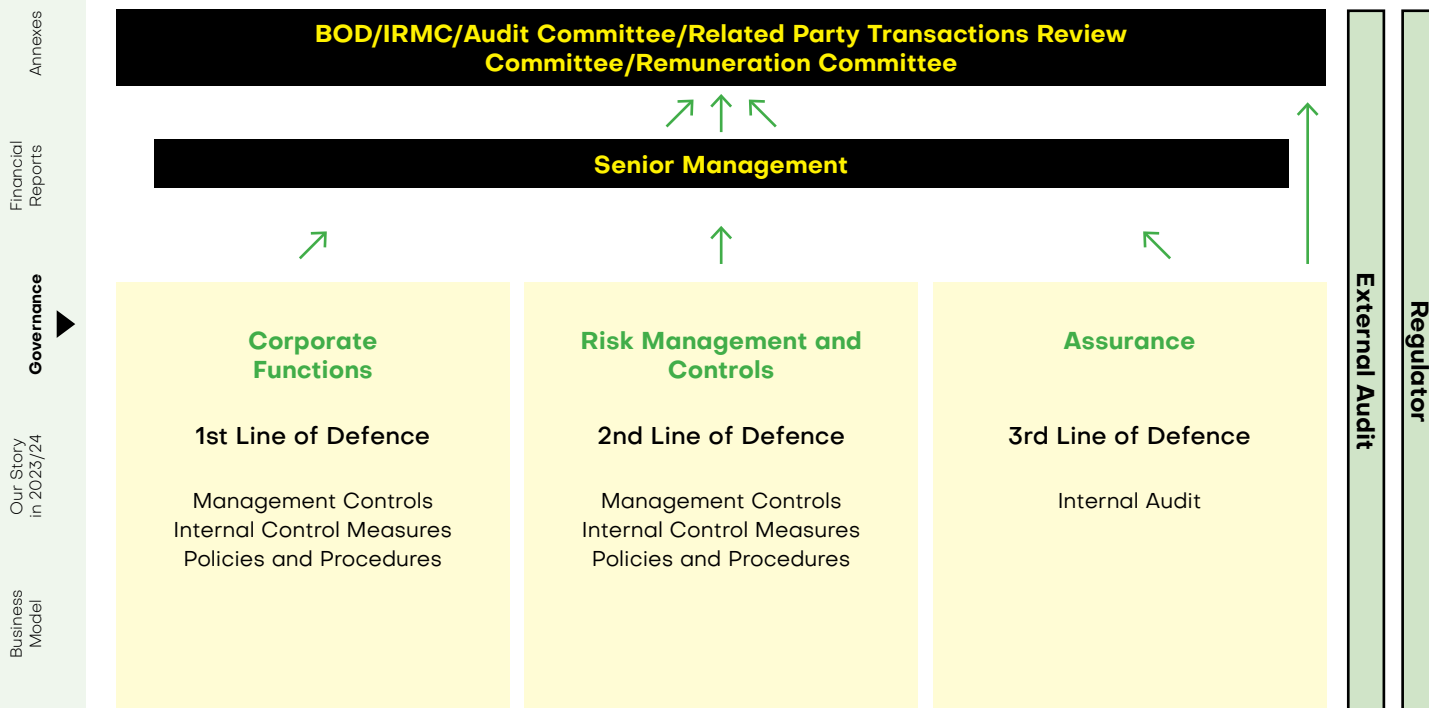 Annexes
Financial
Reports
Governance
Our Story
in 2023/24
Business
Model
BOD/IRMC/Audit Committee/Related Party Transactions Review
Committee/Remuneration Committee
Senior Management
Corporate
Functions
1st Line of Defence
Management Controls
Internal Control Measures
Policies and Procedures
Risk Management and
Controls
2nd Line of Defence
Management Controls
Internal Control Measures
Policies and Procedures
Assurance
3rd Line of Defence
Internal Audit
External Audit
Regulator